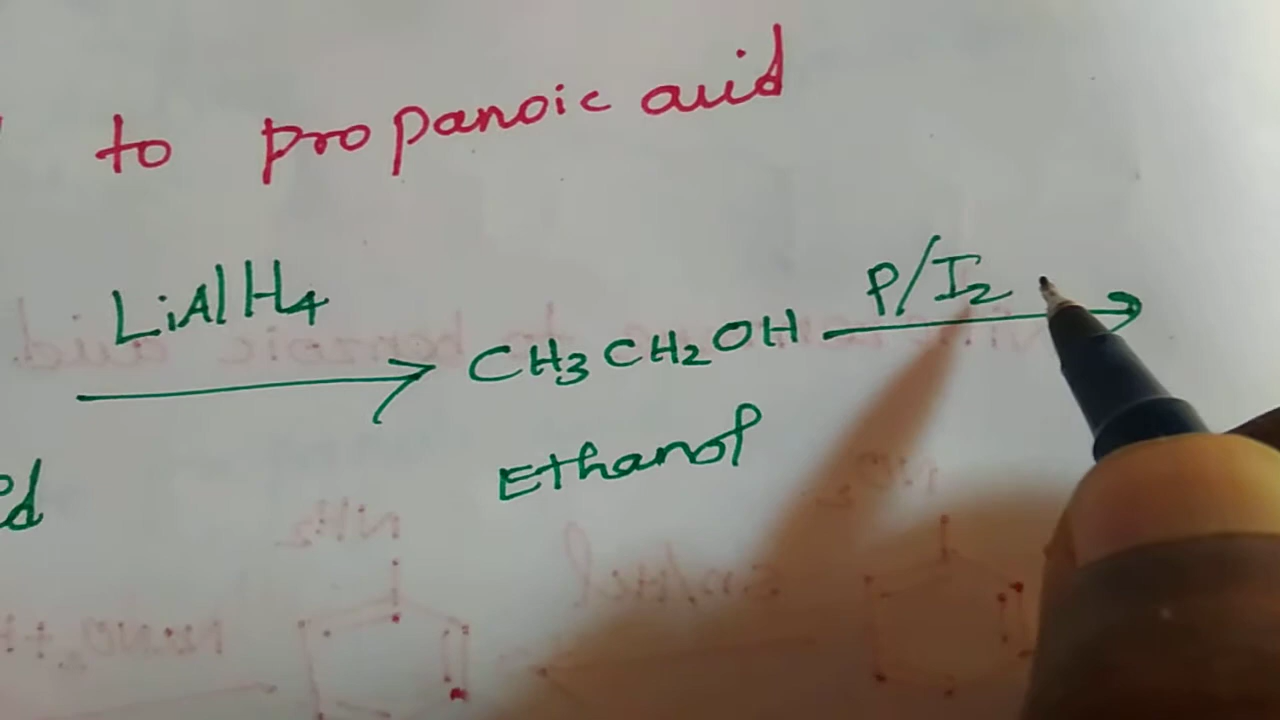 to propanoic acid
LiAlH4
P/I2
CH3CH2OH
Ethanol